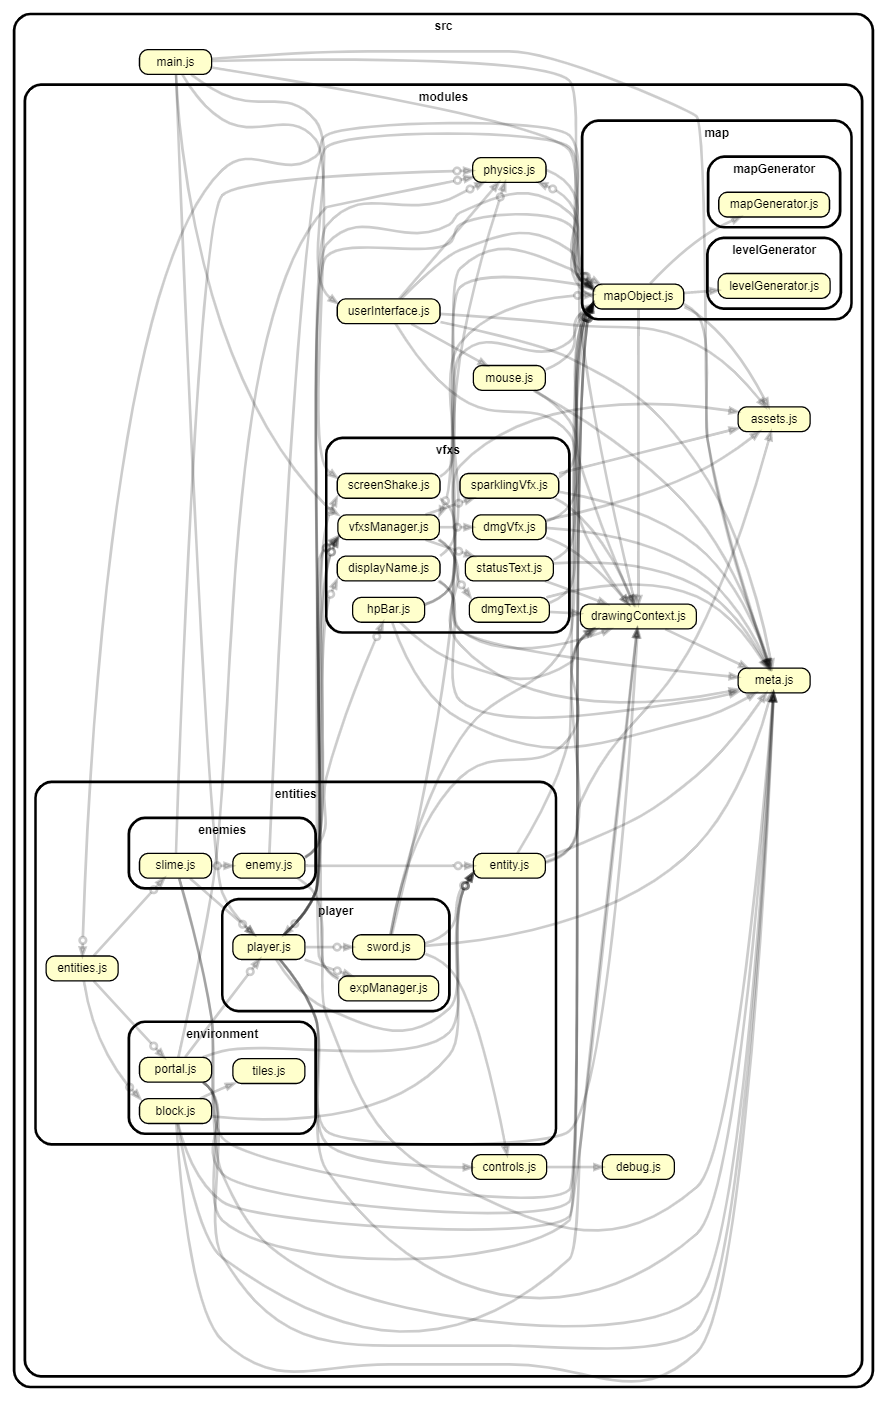 src
main.js
modules
map
physics.js
mapGenerator
mapGenerator.js
levelGenerator
levelGenerator.js
mapObject.js
userInterface.js
mouse.js
assets.js
vfxs
screenShake.js
sparklingVfx.js
vfxsManager.js
dmgVfx.js
displayName.js
statusText.js
hpBar.js
dmgText.js
drawingContext.js
meta.js
entities
enemies
slime.js
enemy.js
entity.js
player
player.js
sword.js
entities.js
expManager.js
environment
portal.js
tiles.js
block.js
controls.js
debug.js